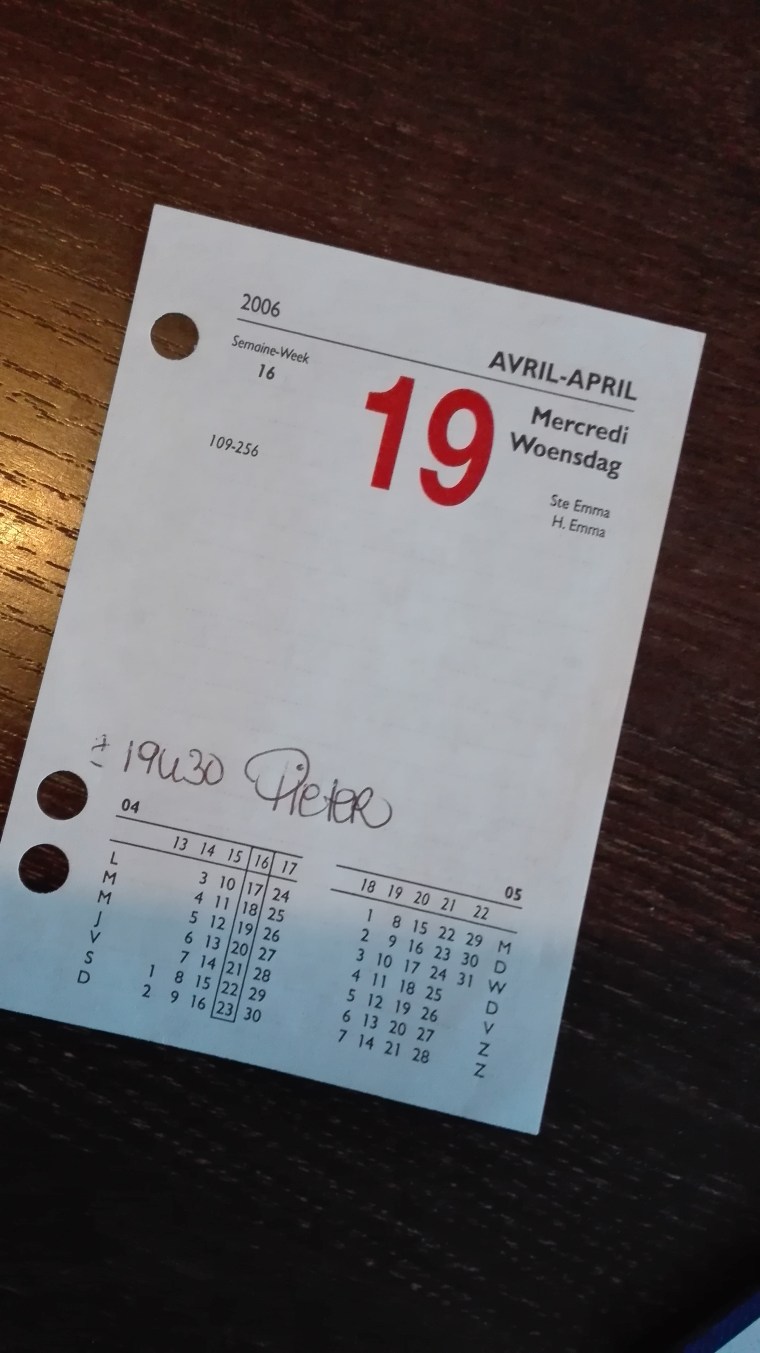 2006
AVRIL-APRIL
Semaine-Week
16
19
Mercredi
Woensdag
109-256
Ste Emma
H. Emma
± 19u30 Pieter
04
13 14 15 16 17
L 3 10 17 24
M 4 11 18 25
M 5 12 19 26
J 6 13 20 27
V 7 14 21 28
S 1 8 15 22 29
D 2 9 16 23 30
05
18 19 20 21 22
1 8 15 22 29 M
2 9 16 23 30 D
3 10 17 24 31 W
4 11 18 25 D
5 12 19 26 V
6 13 20 27 Z
7 14 21 28 Z